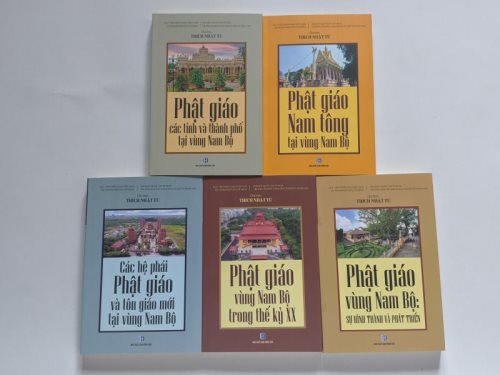 THÍCH NHẬT TỪ
Phật giáo
các tỉnh và thành phố
tại vùng Nam Bộ
THÍCH NHẬT TỪ
Phật giáo
Nam tông
tại vùng Nam Bộ
THÍCH NHẬT TỪ
Các hệ phái
Phật giáo
và tôn giáo mới
tại vùng Nam Bộ
THÍCH NHẬT TỪ
Phật giáo
vùng Nam Bộ
trong thế kỷ XX
THÍCH NHẬT TỪ
Phật giáo
vùng Nam Bộ:
SỰ HÌNH THÀNH VÀ PHÁT TRIỂN